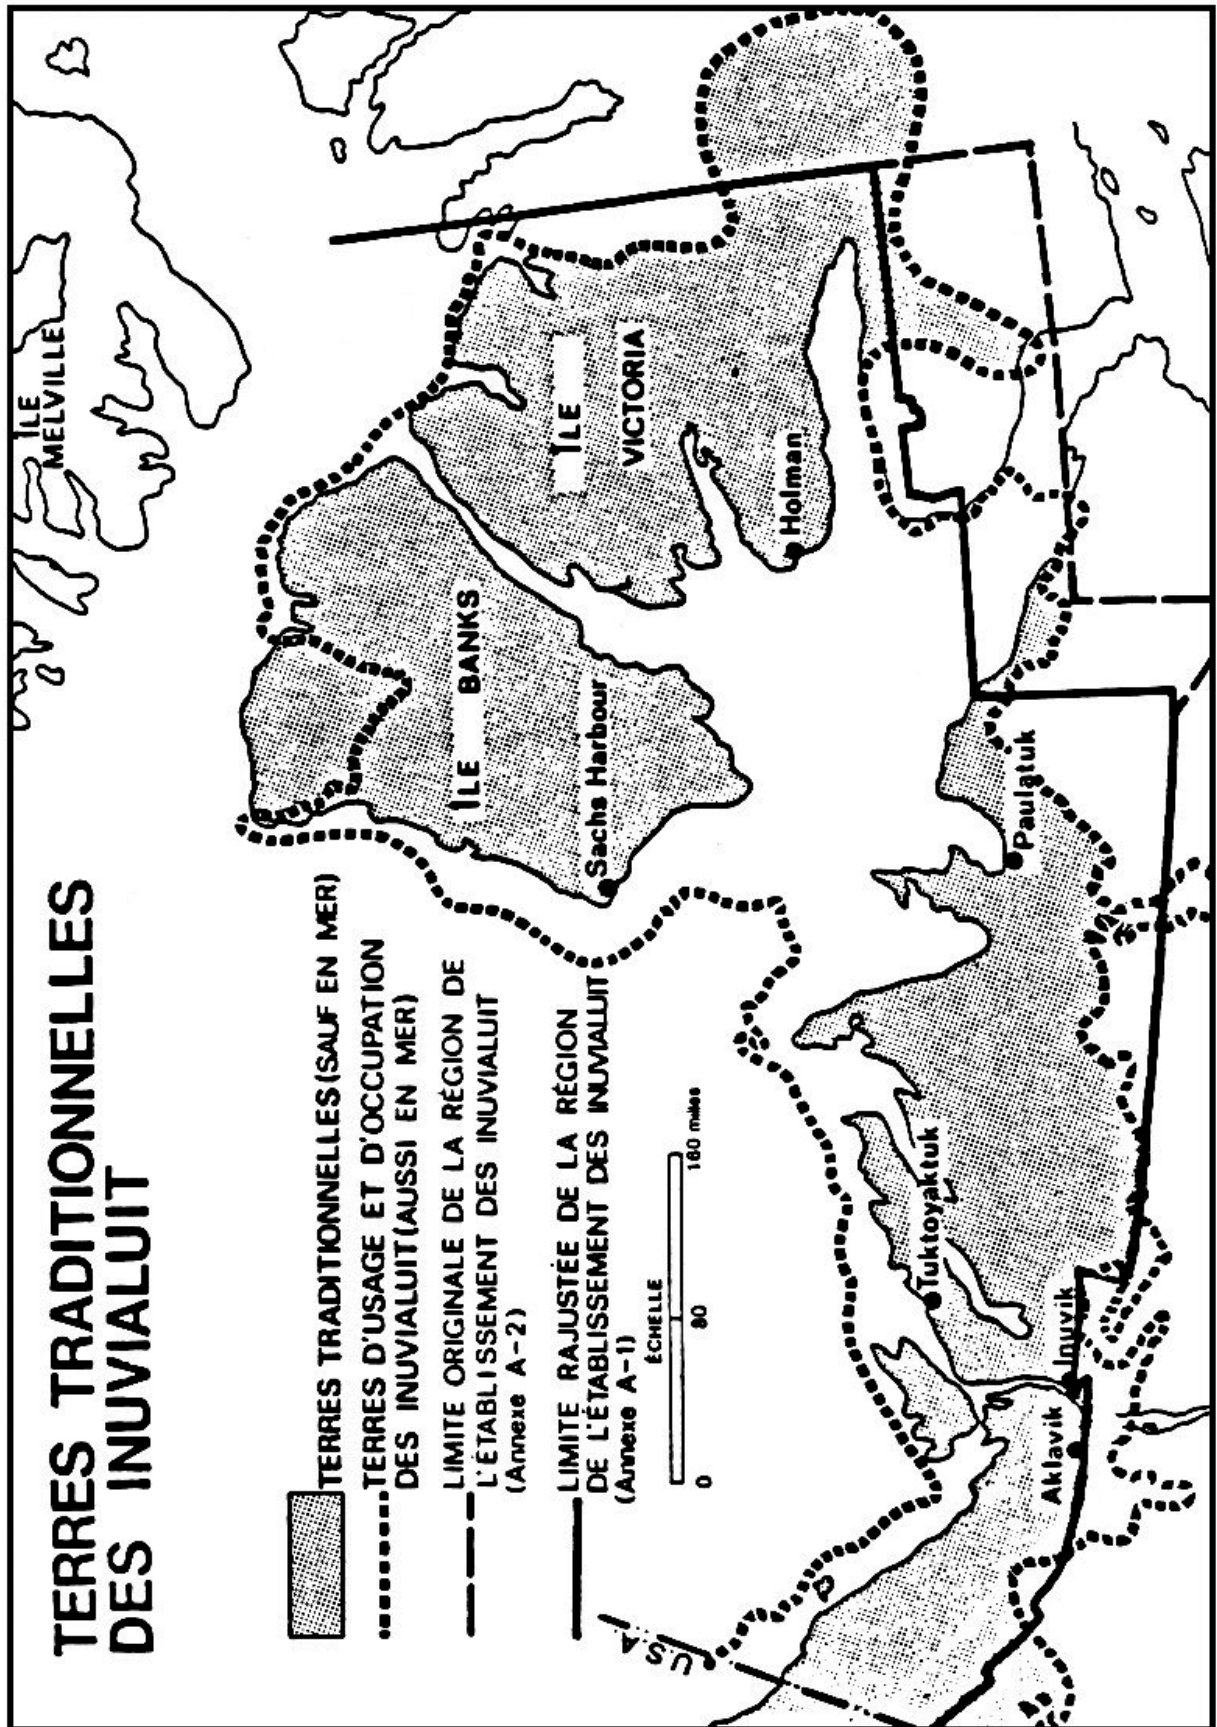 TERRES TRADITIONNELLES
DES INUVIALUIT
TERRES TRADITIONNELLES (SAUF EN MER)
TERRES D'USAGE ET D'OCCUPATION
DES INUVIALUIT (AUSSI EN MER)
LIMITE ORIGINALE DE LA RÉGION DE
L'ÉTABLISSEMENT DES INUVIALUIT
(Annexe A-2)
LIMITE RAJUSTÉE DE LA RÉGION
DE L'ÉTABLISSEMENT DES INUVIALUIT
(Annexe A-1)
ÉCHELLE
0 80 160 miles
ÎLE
MELVILLE
ÎLE BANKS
Sachs Harbour
ÎLE
VICTORIA
Holman
Paulatuk
Tuktoyaktuk
Inuvik
Aklavik
U.S.A